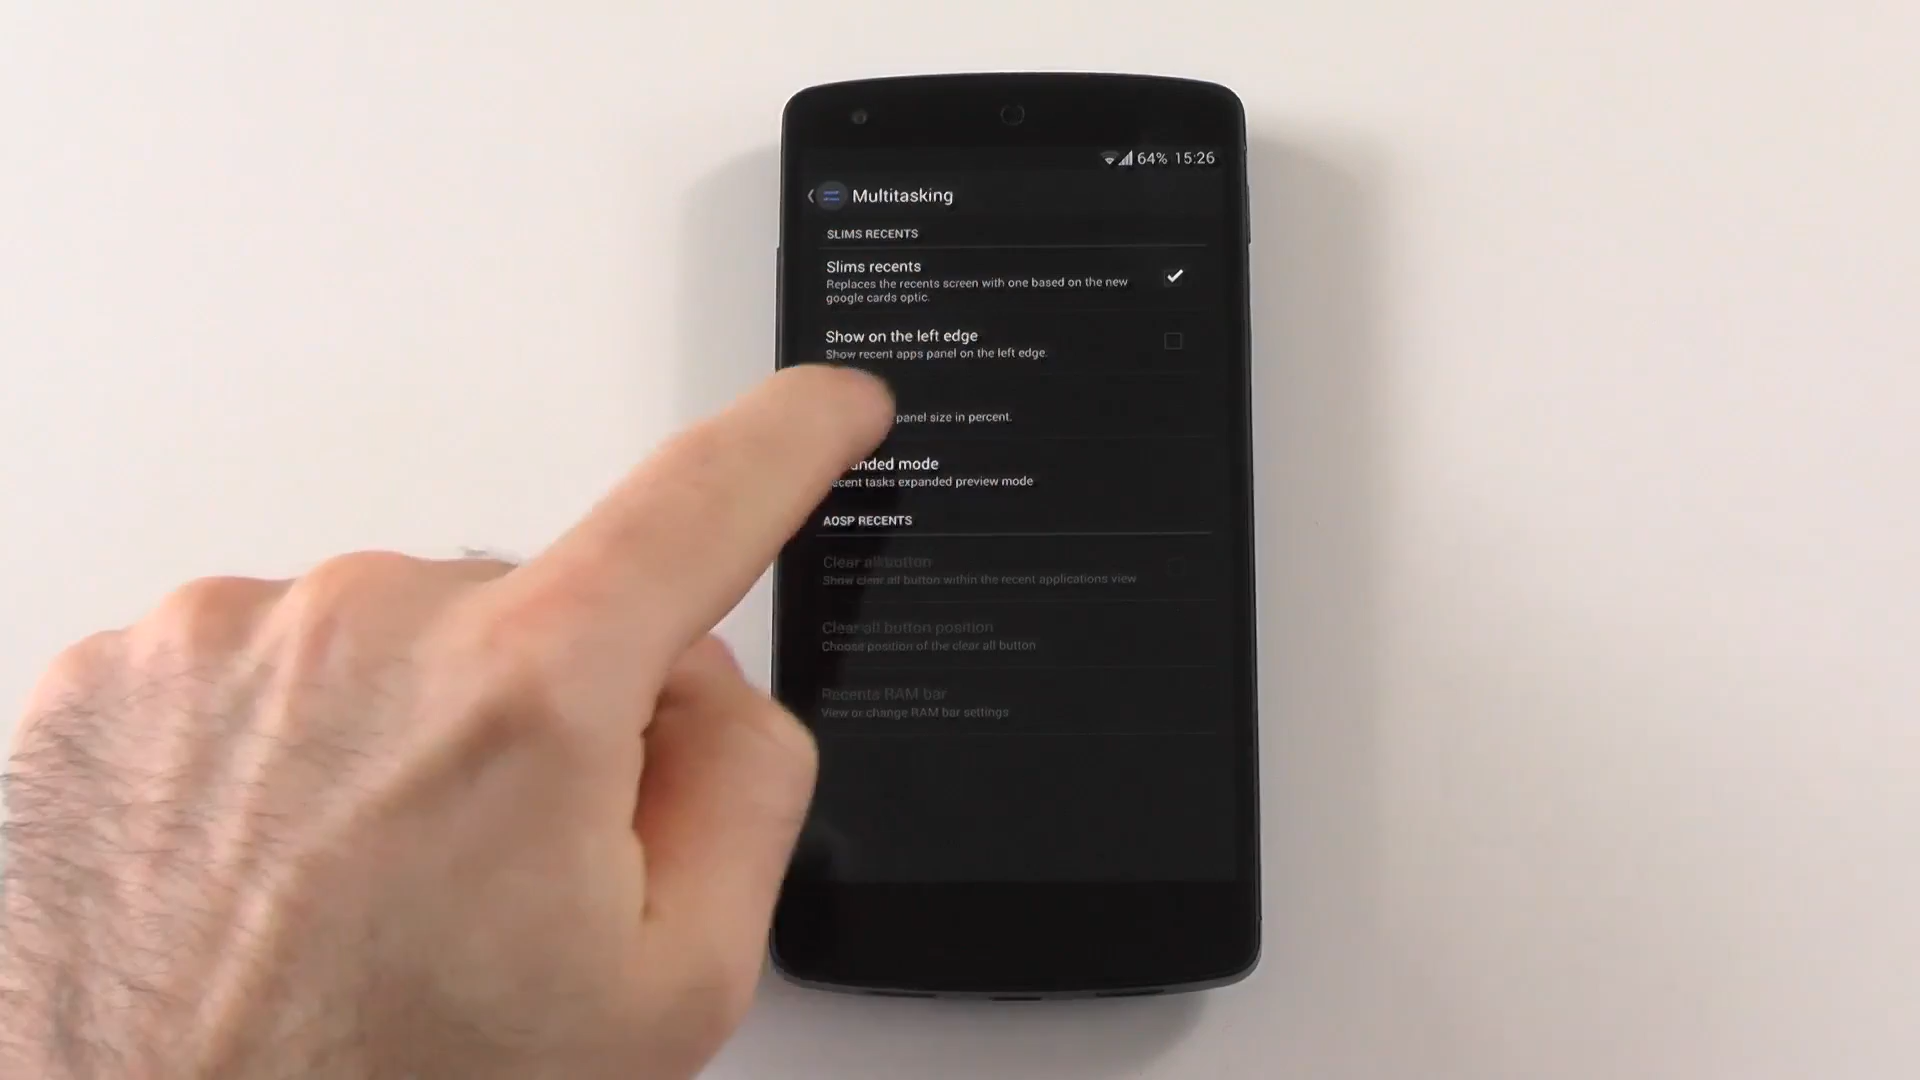 64% 15:26
Multitasking
SLIMS RECENTS
Slims recents
Replaces the recents screen with one based on the new
google cards optic.
Show on the left edge
Show recent apps panel on the left edge.
panel size in percent.
mode
tasks expanded preview mode
AOSP RECENTS
Clear all button
Show clear all button within the recent applications view
Clear all button position
Choose position of the clear all button
Recents RAM bar
View or change RAM bar settings